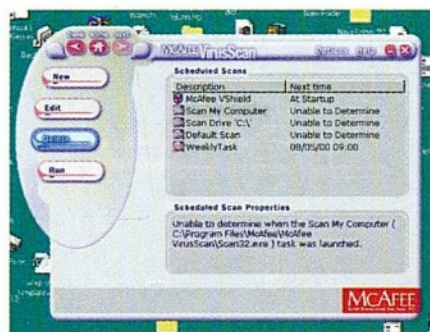 McAFEE VirusScan
Options Help
New
Edit
Delete
Run
Scheduled Scans
Description Next time
McAfee VShield At Startup
Scan My Computer Unable to Determine
Scan Drive 'C:\' Unable to Determine
Default Scan Unable to Determine
WeeklyTask 08/05/00 09:00
Scheduled Scan Properties
Unable to determine when the Scan My Computer (
C:\Program Files\McAfee\McAfee
VirusScan\Scan32.exe ) task was launched.
McAFEE